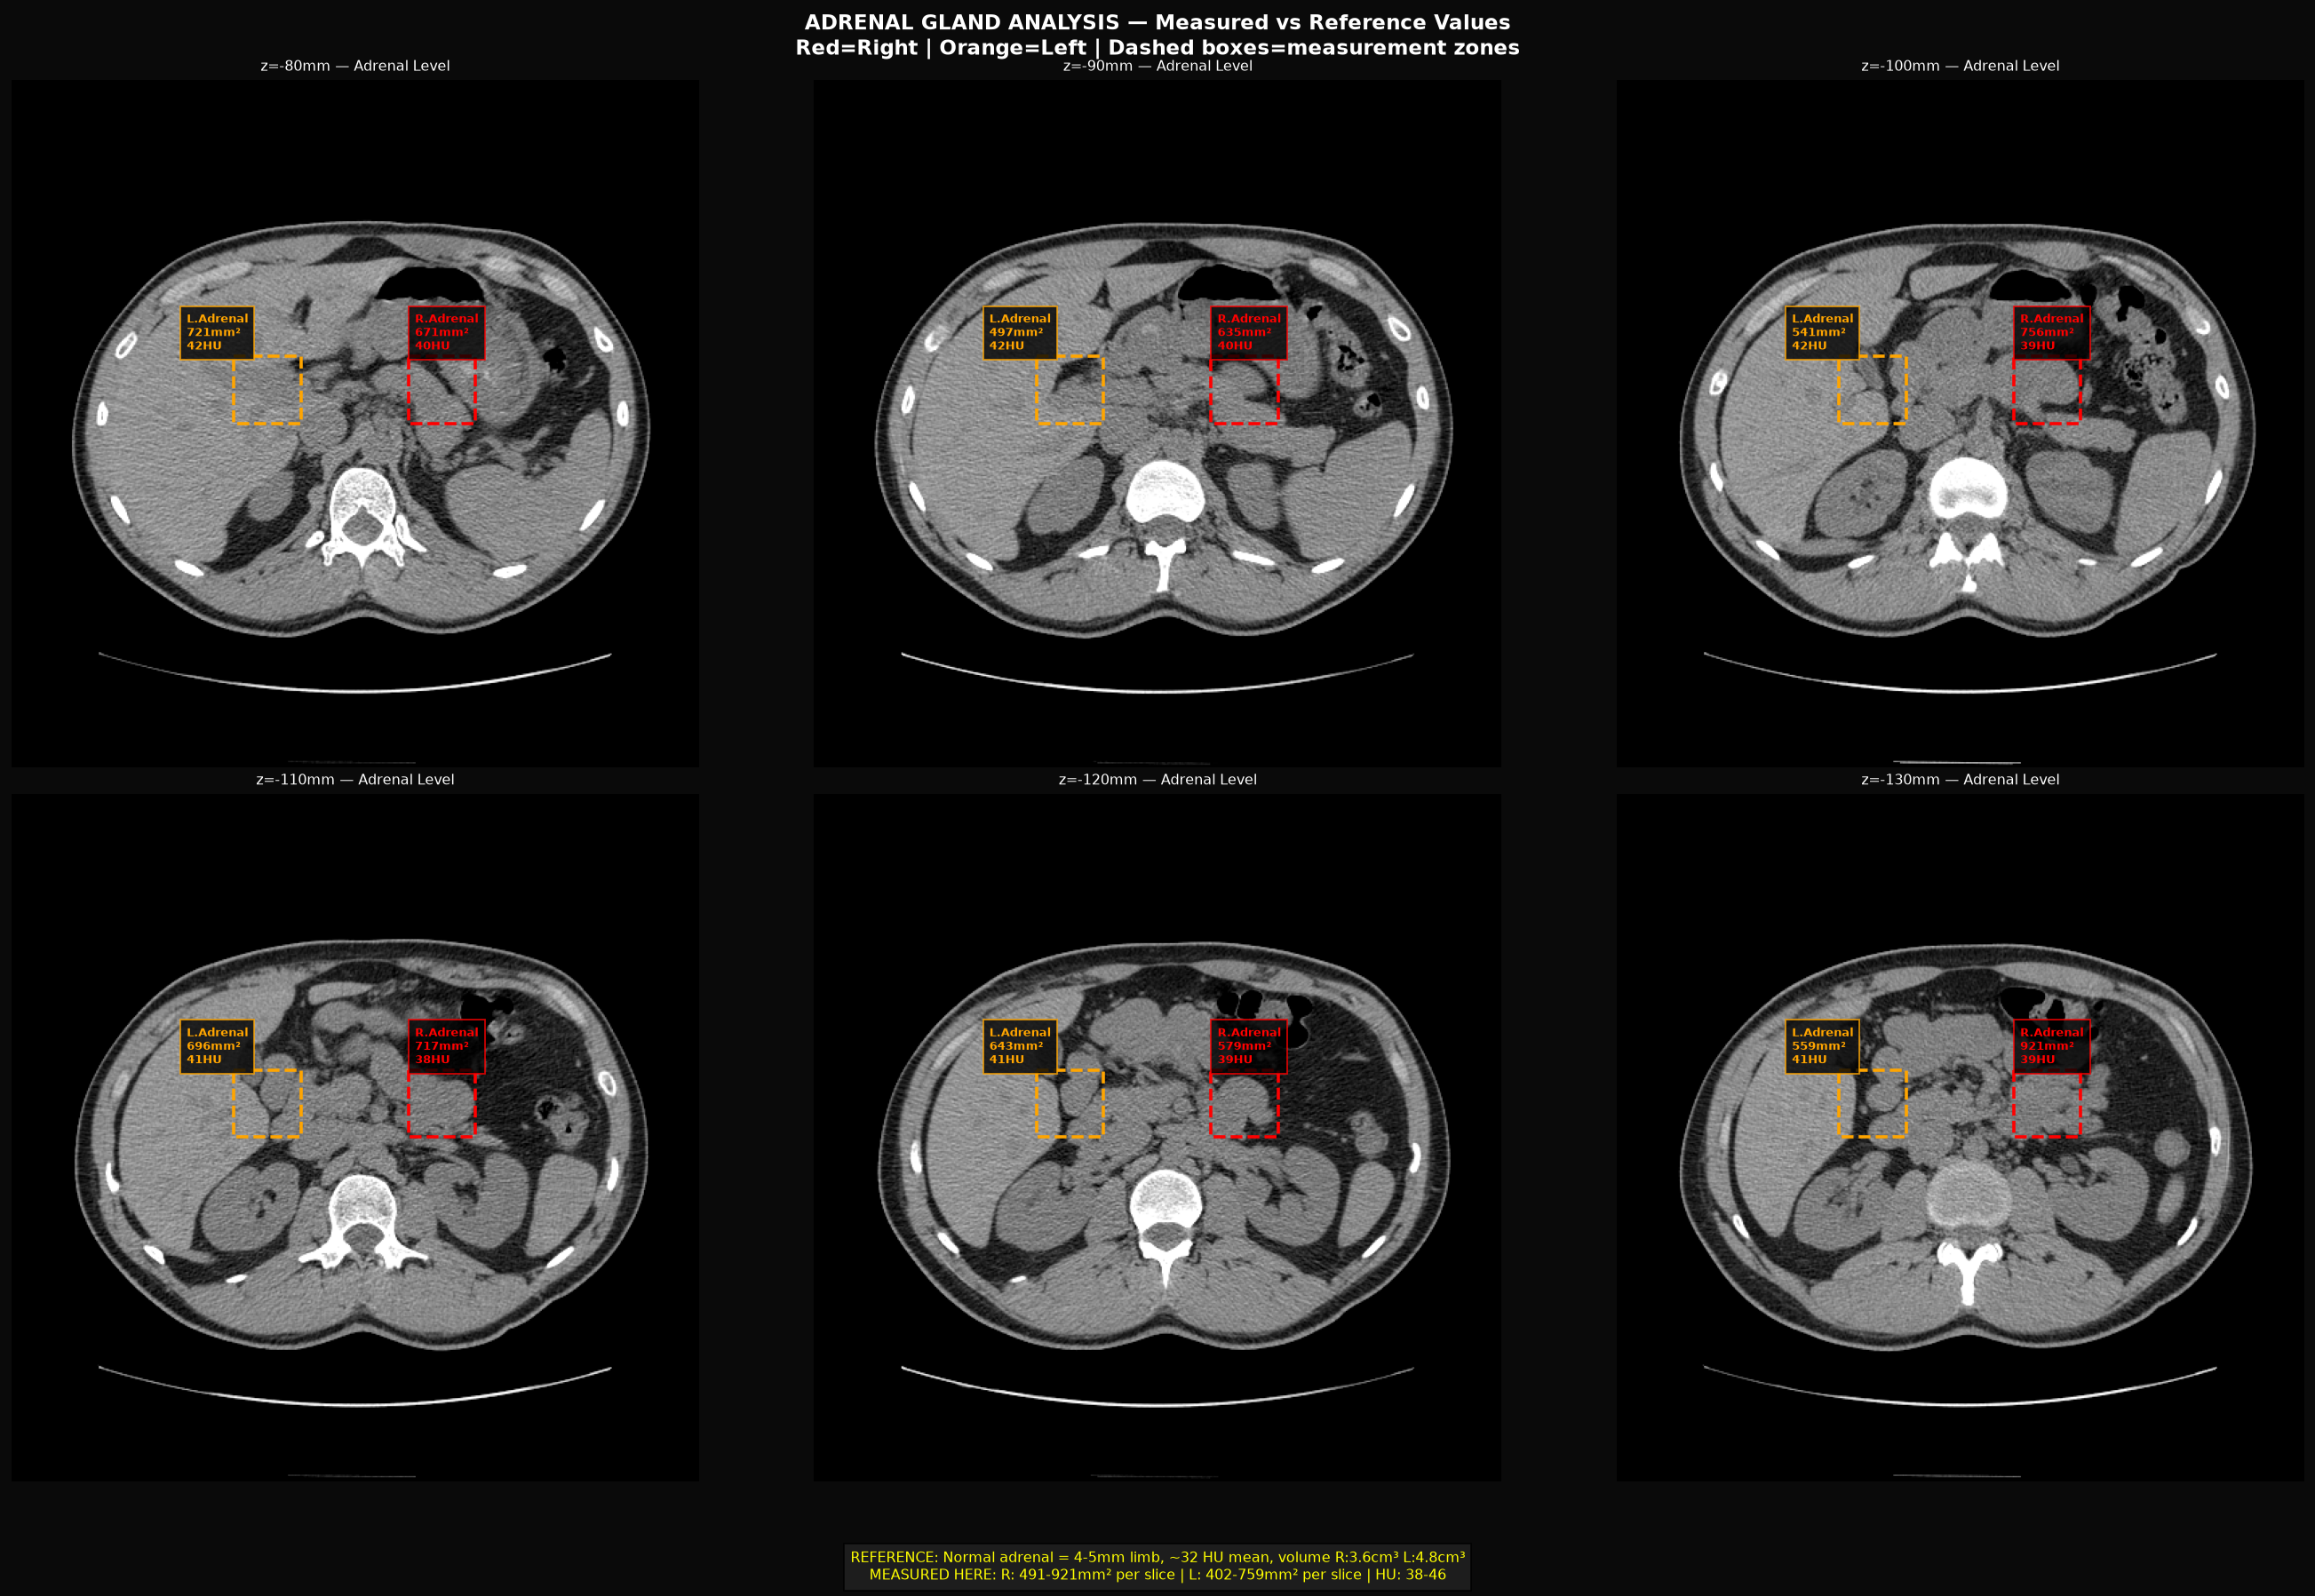 ADRENAL GLAND ANALYSIS — Measured vs Reference Values
Red=Right | Orange=Left | Dashed boxes=measurement zones
z=-80mm — Adrenal Level
L.Adrenal
721mm²
42HU
R.Adrenal
671mm²
40HU
z=-90mm — Adrenal Level
L.Adrenal
497mm²
42HU
R.Adrenal
635mm²
40HU
z=-100mm — Adrenal Level
L.Adrenal
541mm²
42HU
R.Adrenal
756mm²
39HU
z=-110mm — Adrenal Level
L.Adrenal
696mm²
41HU
R.Adrenal
717mm²
38HU
z=-120mm — Adrenal Level
L.Adrenal
643mm²
41HU
R.Adrenal
579mm²
39HU
z=-130mm — Adrenal Level
L.Adrenal
559mm²
41HU
R.Adrenal
921mm²
39HU
REFERENCE: Normal adrenal = 4-5mm limb, ~32 HU mean, volume R:3.6cm³ L:4.8cm³
MEASURED HERE: R: 491-921mm² per slice | L: 402-759mm² per slice | HU: 38-46